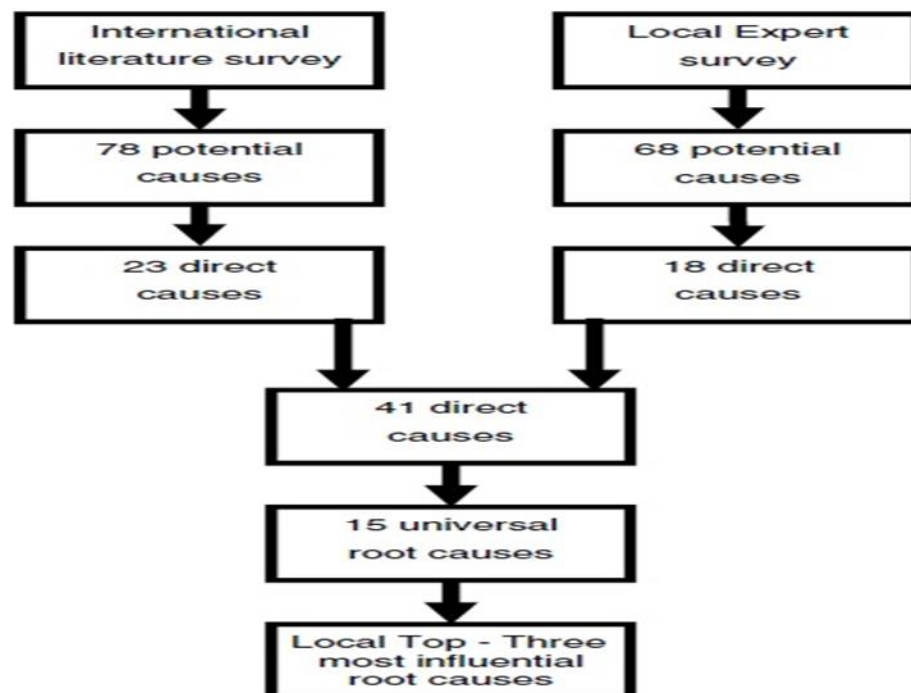 International
literature survey
Local Expert
survey
78 potential
causes
68 potential
causes
23 direct
causes
18 direct
causes
41 direct
causes
15 universal
root causes
Local Top - Three
most influential
root causes